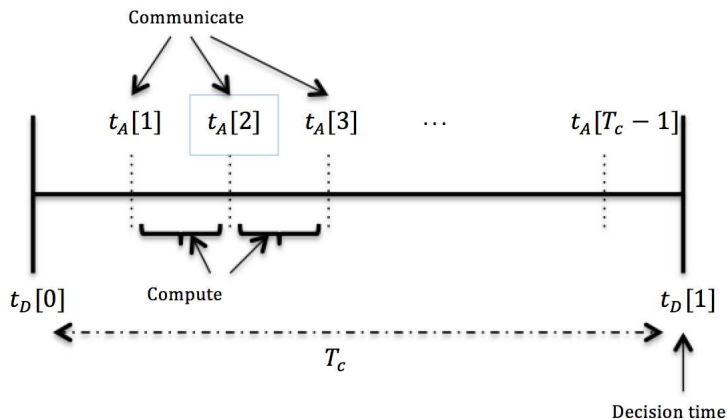 Communicate
t_A[1] t_A[2] t_A[3] ⋯ t_A[T_c − 1]
Compute
t_D[0] t_D[1]
T_c
Decision time